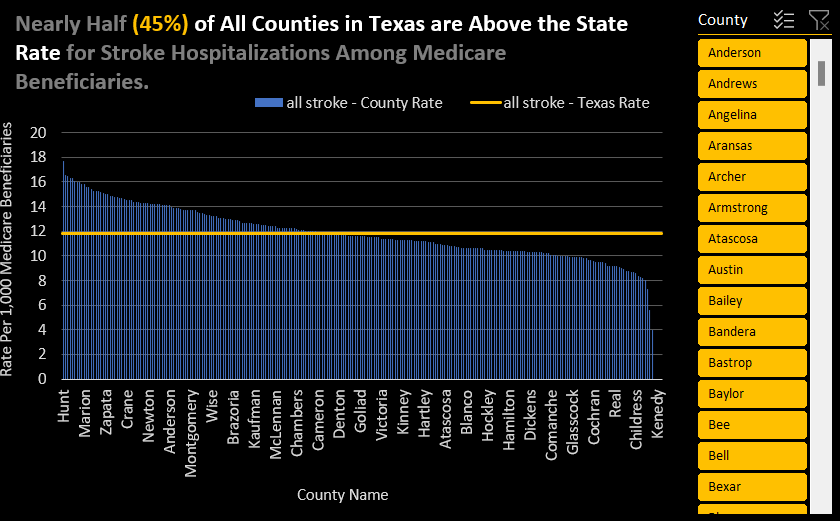 Nearly Half (45%) of All Counties in Texas are Above the State
Rate for Stroke Hospitalizations Among Medicare
Beneficiaries.
all stroke - County Rate
all stroke - Texas Rate
Rate Per 1,000 Medicare Beneficiaries
20
18
16
14
12
10
8
6
4
2
0
Hunt
Marion
Zapata
Crane
Newton
Anderson
Montgomery
Wise
Brazoria
Kaufman
McLennan
Chambers
Cameron
Denton
Goliad
Victoria
Kinney
Hartley
Atascosa
Blanco
Hockley
Hamilton
Dickens
Comanche
Glasscock
Cochran
Real
Childress
Kenedy
County Name
County
Anderson
Andrews
Angelina
Aransas
Archer
Armstrong
Atascosa
Austin
Bailey
Bandera
Bastrop
Baylor
Bee
Bell
Bexar